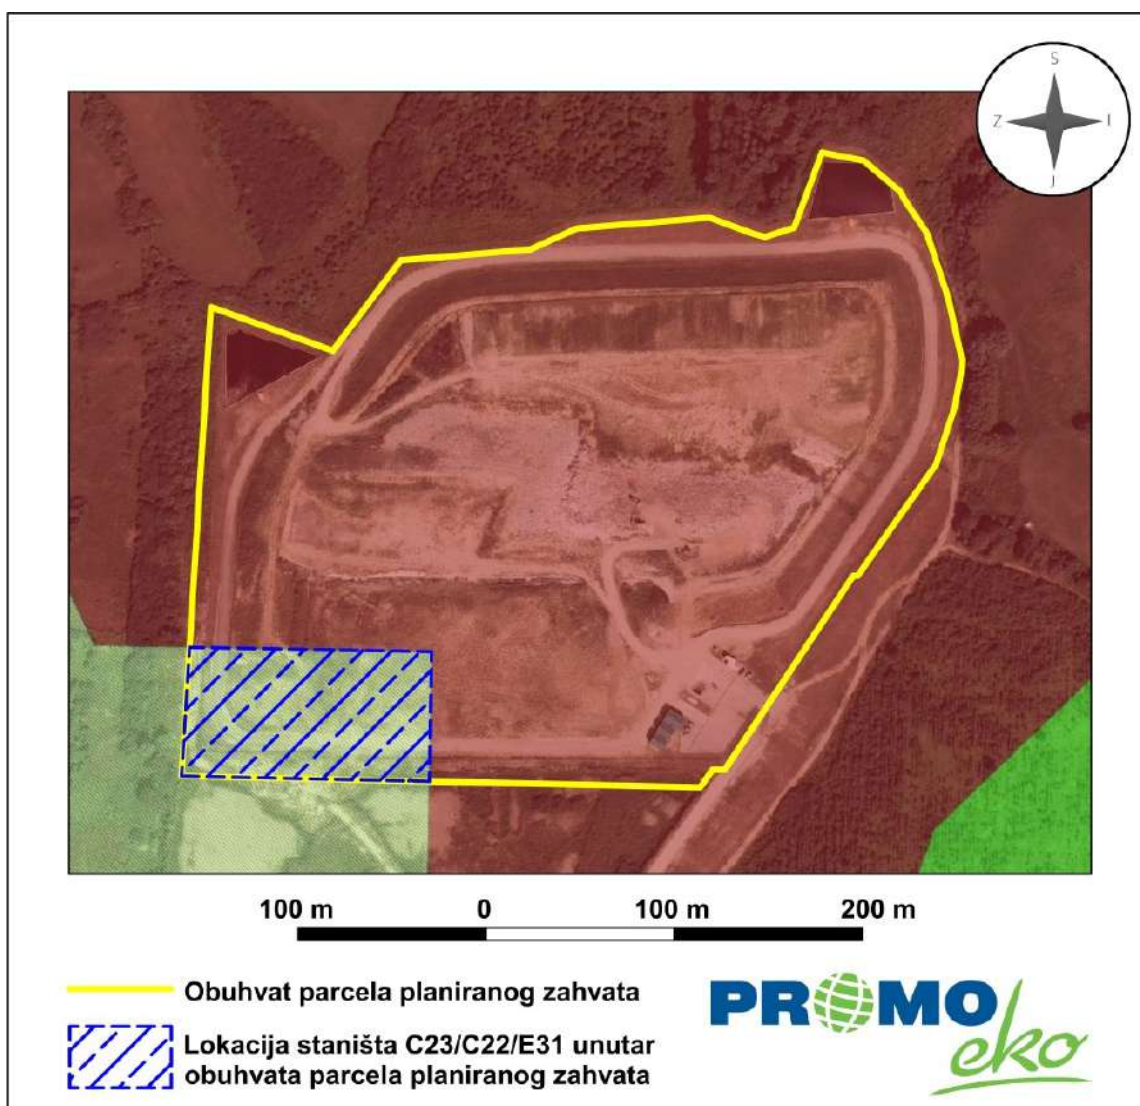 S
Z I
J
100 m 0 100 m 200 m
Obuhvat parcela planiranog zahvata
Lokacija staništa C23/C22/E31 unutar
obuhvata parcela planiranog zahvata
PROMO
eko